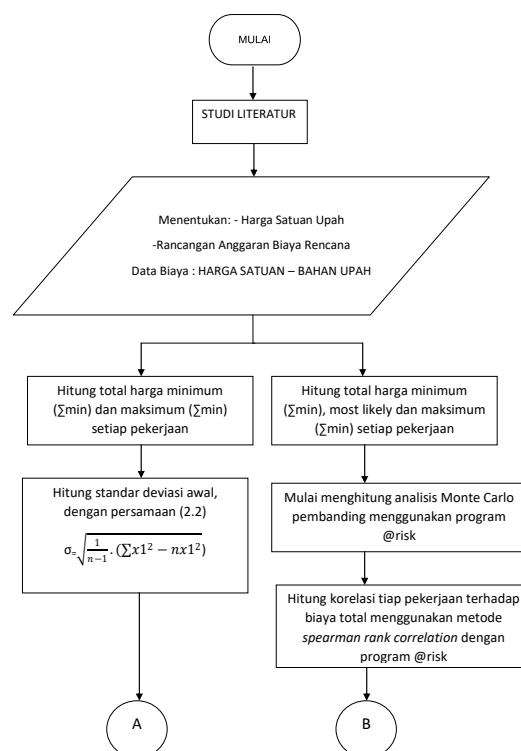 MULAI
STUDI LITERATUR
Menentukan: - Harga Satuan Upah
-Rancangan Anggaran Biaya Rencana
Data Biaya : HARGA SATUAN – BAHAN UPAH
Hitung total harga minimum
(∑min) dan maksimum (∑min)
setiap pekerjaan
Hitung standar deviasi awal,
dengan persamaan (2.2)
σ=√(1/(n−1) . (∑x1² − nx1²))
A
Hitung total harga minimum
(∑min), most likely dan maksimum
(∑min) setiap pekerjaan
Mulai menghitung analisis Monte Carlo
pembanding menggunakan program
@risk
Hitung korelasi tiap pekerjaan terhadap
biaya total menggunakan metode
spearman rank correlation dengan
program @risk
B